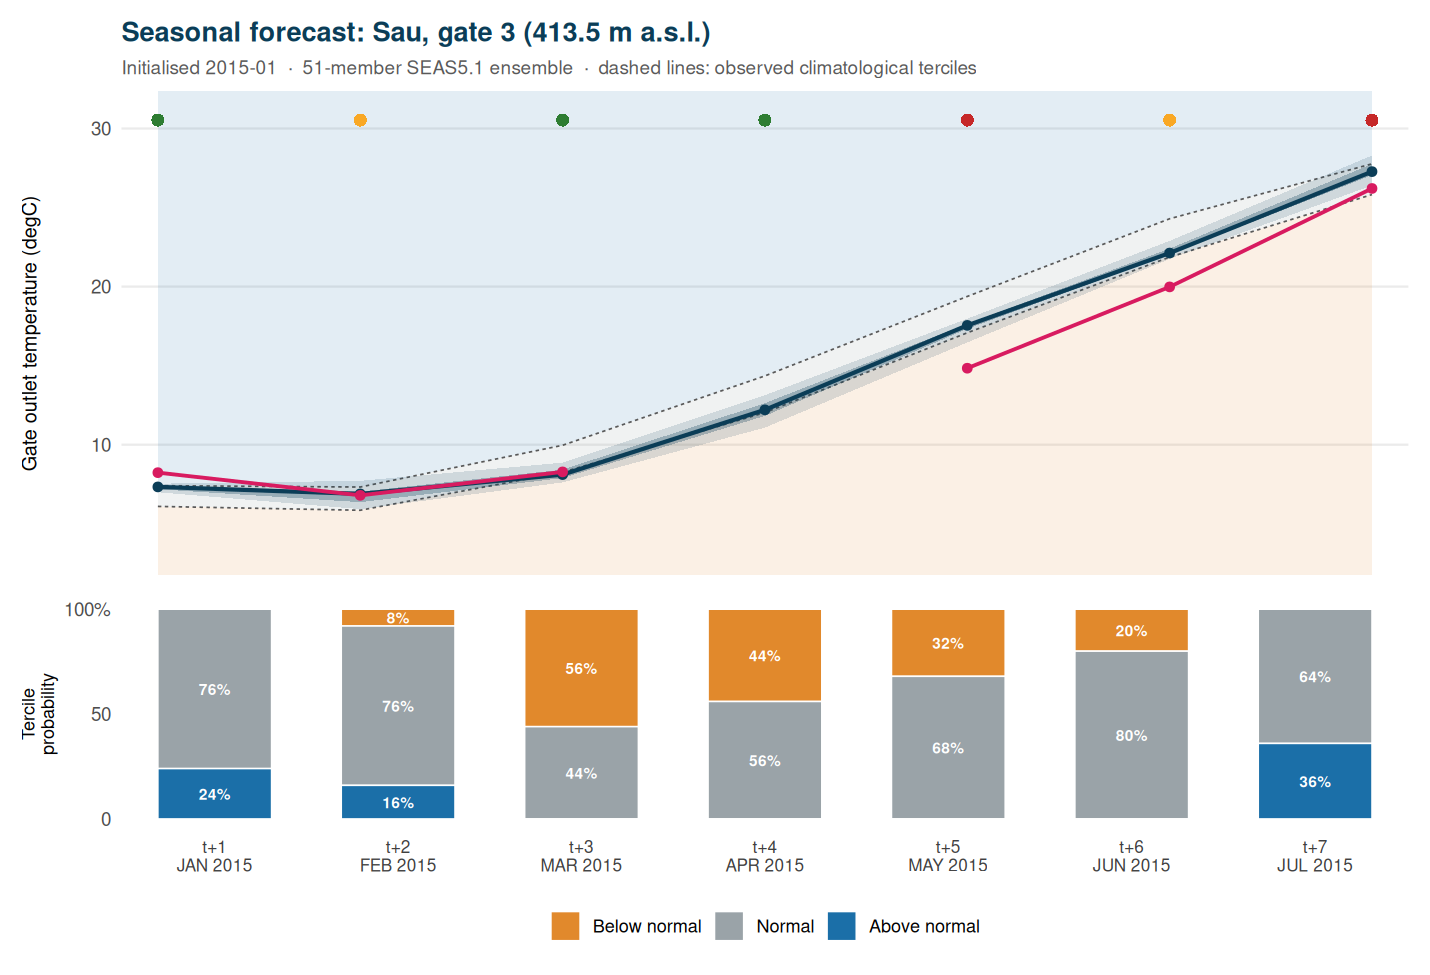 Seasonal forecast: Sau, gate 3 (413.5 m a.s.l.)
Initialised 2015-01 · 51-member SEAS5.1 ensemble · dashed lines: observed climatological terciles
Gate outlet temperature (degC)
30
20
10
Tercile
probability
100%
50
0
76%
24%
8%
76%
16%
56%
44%
44%
56%
32%
68%
20%
80%
64%
36%
t+1
JAN 2015
t+2
FEB 2015
t+3
MAR 2015
t+4
APR 2015
t+5
MAY 2015
t+6
JUN 2015
t+7
JUL 2015
Below normal
Normal
Above normal